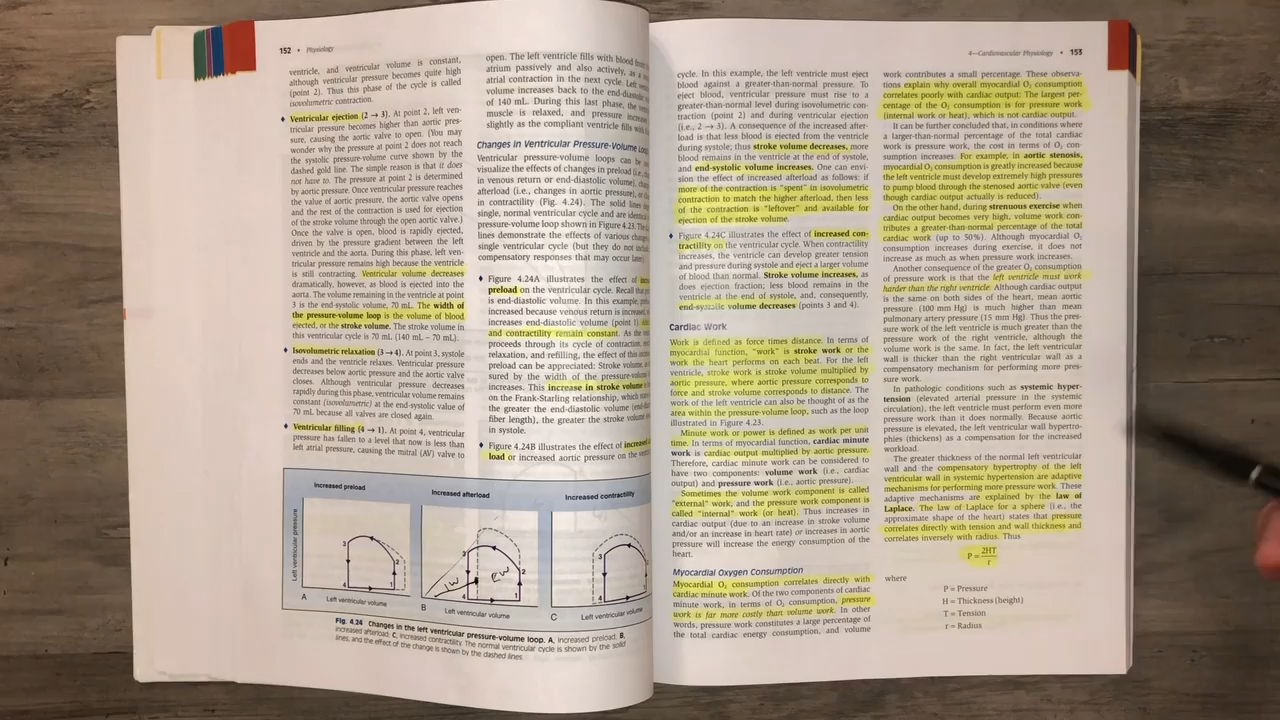 152 • Physiology
ventricle, and ventricular volume is constant,
although ventricular pressure becomes quite high
(point 2). Thus this phase of the cycle is called
isovolumetric contraction.
♦ Ventricular ejection (2 → 3). At point 2, left ven-
tricular pressure becomes higher than aortic pres-
sure, causing the aortic valve to open. (You may
wonder why the pressure at point 2 does not reach
the systolic pressure-volume curve shown by the
dashed gold line. The simple reason is that it does
not have to. The pressure at point 2 is determined
by aortic pressure. Once ventricular pressure reaches
the value of aortic pressure, the aortic valve opens
and the rest of the contraction is used for ejection
of the stroke volume through the open aortic valve.)
Once the valve is open, blood is rapidly ejected,
driven by the pressure gradient between the left
ventricle and the aorta. During this phase, left ven-
tricular pressure remains high because the ventricle
is still contracting. Ventricular volume decreases
dramatically, however, as blood is ejected into the
aorta. The volume remaining in the ventricle at point
3 is the end-systolic volume, 70 mL. The width of
the pressure-volume loop is the volume of blood
ejected, or the stroke volume. The stroke volume in
this ventricular cycle is 70 mL (140 mL – 70 mL).
♦ Isovolumetric relaxation (3 → 4). At point 3, systole
ends and the ventricle relaxes. Ventricular pressure
decreases below aortic pressure and the aortic valve
closes. Although ventricular pressure decreases
rapidly during this phase, ventricular volume remains
constant (isovolumetric) at the end-systolic value of
70 mL because all valves are closed again.
♦ Ventricular filling (4 → 1). At point 4, ventricular
pressure has fallen to a level that now is less than
left atrial pressure, causing the mitral (AV) valve to
open. The left ventricle fills with blood from
atrium passively and also actively, as a
atrial contraction in the next cycle. Left
volume increases back to the end-diastolic
of 140 mL. During this last phase, the
muscle is relaxed, and pressure increases
slightly as the compliant ventricle fills with
Changes in Ventricular Pressure-Volume
Ventricular pressure-volume loops can be
visualize the effects of changes in preload (i.e.,
in venous return or end-diastolic volume),
afterload (i.e., changes in aortic pressure), or
in contractility (Fig. 4.24). The solid lines
single, normal ventricular cycle and are
pressure-volume loop shown in Figure 4.23. The
lines demonstrate the effects of various
single ventricular cycle (but they do not
compensatory responses that may occur later)
♦ Figure 4.24A illustrates the effect of
preload on the ventricular cycle. Recall that
is end-diastolic volume. In this example,
increased because venous return is increased,
increases end-diastolic volume (point 1).
and contractility remain constant. As the
proceeds through its cycle of contraction,
relaxation, and refilling, the effect of this
preload can be appreciated: Stroke volume,
sured by the width of the pressure-volume
increases. This increase in stroke volume
on the Frank-Starling relationship, which
the greater the end-diastolic volume (end
fiber length), the greater the stroke volume
in systole.
♦ Figure 4.24B illustrates the effect of
load or increased aortic pressure on the
Increased preload
Increased afterload
Increased contractility
Left ventricular pressure
3
2
4
1
3
2
4
1
IW
EW
3
4
A
Left ventricular volume
B
Left ventricular volume
C
Left ventricular volume
Fig. 4.24 Changes in the left ventricular pressure-volume loop. A, Increased preload. B,
increased afterload. C, increased contractility. The normal ventricular cycle is shown by the solid
lines, and the effect of the change is shown by the dashed lines.
4—Cardiovascular Physiology • 153
cycle. In this example, the left ventricle must eject
blood against a greater-than-normal pressure. To
eject blood, ventricular pressure must rise to a
greater-than-normal level during isovolumetric con-
traction (point 2) and during ventricular ejection
(i.e., 2 → 3). A consequence of the increased after-
load is that less blood is ejected from the ventricle
during systole; thus stroke volume decreases, more
blood remains in the ventricle at the end of systole,
and end-systolic volume increases. One can envi-
sion the effect of increased afterload as follows: if
more of the contraction is "spent" in isovolumetric
contraction to match the higher afterload, then less
of the contraction is "leftover" and available for
ejection of the stroke volume.
♦ Figure 4.24C illustrates the effect of increased con-
tractility on the ventricular cycle. When contractility
increases, the ventricle can develop greater tension
and pressure during systole and eject a larger volume
of blood than normal. Stroke volume increases, as
does ejection fraction; less blood remains in the
ventricle at the end of systole, and, consequently,
end-systolic volume decreases (points 3 and 4).
Cardiac Work
Work is defined as force times distance. In terms of
myocardial function, "work" is stroke work or the
work the heart performs on each beat. For the left
ventricle, stroke work is stroke volume multiplied by
aortic pressure, where aortic pressure corresponds to
force and stroke volume corresponds to distance. The
work of the left ventricle can also be thought of as the
area within the pressure-volume loop, such as the loop
illustrated in Figure 4.23.
Minute work or power is defined as work per unit
time. In terms of myocardial function, cardiac minute
work is cardiac output multiplied by aortic pressure.
Therefore, cardiac minute work can be considered to
have two components: volume work (i.e., cardiac
output) and pressure work (i.e., aortic pressure).
Sometimes the volume work component is called
"external" work, and the pressure work component is
called "internal" work (or heat). Thus increases in
cardiac output (due to an increase in stroke volume
and/or an increase in heart rate) or increases in aortic
pressure will increase the energy consumption of the
heart.
Myocardial Oxygen Consumption
Myocardial O₂ consumption correlates directly with
cardiac minute work. Of the two components of cardiac
minute work, in terms of O₂ consumption, pressure
work is far more costly than volume work. In other
words, pressure work constitutes a large percentage of
the total cardiac energy consumption, and volume
work contributes a small percentage. These observa-
tions explain why overall myocardial O₂ consumption
correlates poorly with cardiac output: The largest per-
centage of the O₂ consumption is for pressure work
(internal work or heat), which is not cardiac output.
It can be further concluded that, in conditions where
a larger-than-normal percentage of the total cardiac
work is pressure work, the cost in terms of O₂ con-
sumption increases. For example, in aortic stenosis,
myocardial O₂ consumption is greatly increased because
the left ventricle must develop extremely high pressures
to pump blood through the stenosed aortic valve (even
though cardiac output actually is reduced).
On the other hand, during strenuous exercise when
cardiac output becomes very high, volume work con-
tributes a greater-than-normal percentage of the total
cardiac work (up to 50%). Although myocardial O₂
consumption increases during exercise, it does not
increase as much as when pressure work increases.
Another consequence of the greater O₂ consumption
of pressure work is that the left ventricle must work
harder than the right ventricle. Although cardiac output
is the same on both sides of the heart, mean aortic
pressure (100 mm Hg) is much higher than mean
pulmonary artery pressure (15 mm Hg). Thus the pres-
sure work of the left ventricle is much greater than the
pressure work of the right ventricle, although the
volume work is the same. In fact, the left ventricular
wall is thicker than the right ventricular wall as a
compensatory mechanism for performing more pres-
sure work.
In pathologic conditions such as systemic hyper-
tension (elevated arterial pressure in the systemic
circulation), the left ventricle must perform even more
pressure work than it does normally. Because aortic
pressure is elevated, the left ventricular wall hypertro-
phies (thickens) as a compensation for the increased
workload.
The greater thickness of the normal left ventricular
wall and the compensatory hypertrophy of the left
ventricular wall in systemic hypertension are adaptive
mechanisms for performing more pressure work. These
adaptive mechanisms are explained by the law of
Laplace. The law of Laplace for a sphere (i.e., the
approximate shape of the heart) states that pressure
correlates directly with tension and wall thickness and
correlates inversely with radius. Thus
P = 2HT/r
where
P = Pressure
H = Thickness (height)
T = Tension
r = Radius